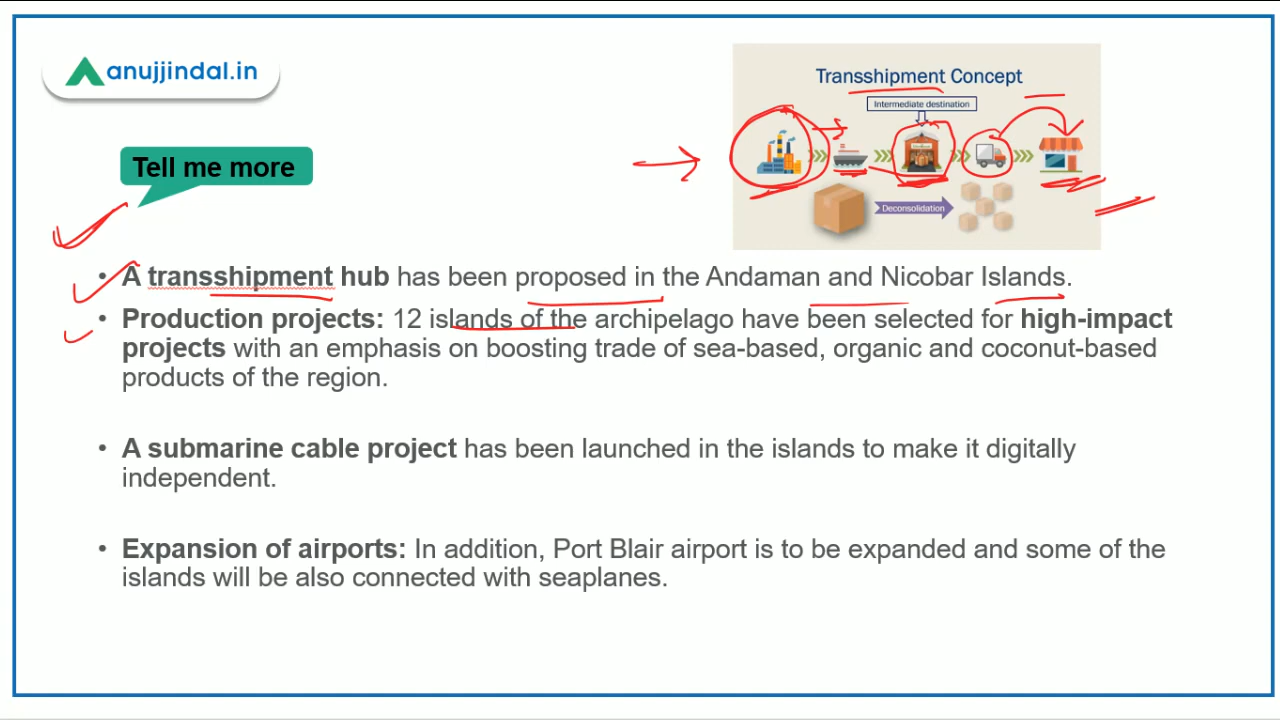 anujjindal.in
Transshipment Concept
Intermediate destination
Tell me more
Deconsolidation
• A transshipment hub has been proposed in the Andaman and Nicobar Islands.
• Production projects: 12 islands of the archipelago have been selected for high-impact
projects with an emphasis on boosting trade of sea-based, organic and coconut-based
products of the region.
• A submarine cable project has been launched in the islands to make it digitally
independent.
• Expansion of airports: In addition, Port Blair airport is to be expanded and some of the
islands will be also connected with seaplanes.